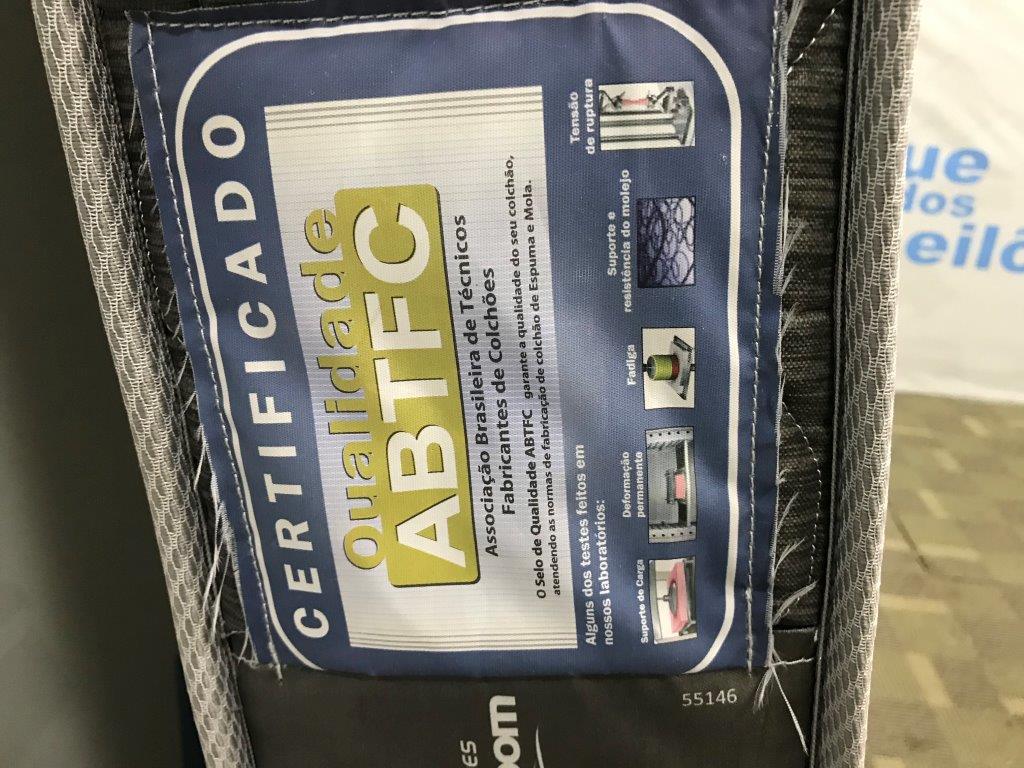 CERTIFICADO
Qualidade
ABTFC
Associação Brasileira de Técnicos
Fabricantes de Colchões
O Selo de Qualidade ABTFC garante a qualidade do seu colchão,
atendendo as normas de fabricação de colchão de Espuma e Mola.
Alguns dos testes feitos em
nossos laboratórios:
Suporte de Carga
Deformação
permanente
Fadiga
Suporte e
resistência do molejo
Tensão
de ruptura
55146